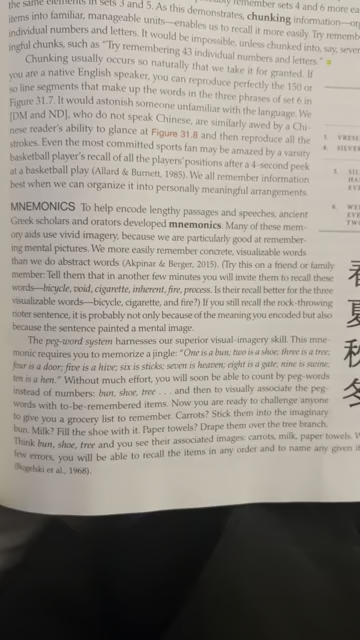 the same elements in sets 3 and 5. As this demonstrates, chunking information—or
items into familiar, manageable units—enables us to recall it more easily. Try rememb
individual numbers and letters. It would be impossible, unless chunked into, say, seven
ingful chunks, such as "Try remembering 43 individual numbers and letters."
Chunking usually occurs so naturally that we take it for granted. If
you are a native English speaker, you can reproduce perfectly the 150 or
so line segments that make up the words in the three phrases of set 6 in
Figure 31.7. It would astonish someone unfamiliar with the language. We
[DM and ND], who do not speak Chinese, are similarly awed by a Chi-
nese reader's ability to glance at Figure 31.8 and then reproduce all the
strokes. Even the most committed sports fan may be amazed by a varsity
basketball player's recall of all the players' positions after a 4-second peek
at a basketball play (Allard & Burnett, 1985). We all remember information
best when we can organize it into personally meaningful arrangements.
MNEMONICS To help encode lengthy passages and speeches, ancient
Greek scholars and orators developed mnemonics. Many of these mem-
ory aids use vivid imagery, because we are particularly good at remember-
ing mental pictures. We more easily remember concrete, visualizable words
than we do abstract words (Akpinar & Berger, 2015). (Try this on a friend or family
member: Tell them that in another few minutes you will invite them to recall these
words—bicycle, void, cigarette, inherent, fire, process. Is their recall better for the three
visualizable words—bicycle, cigarette, and fire?) If you still recall the rock-throwing
rioter sentence, it is probably not only because of the meaning you encoded but also
because the sentence painted a mental image.
The peg-word system harnesses our superior visual-imagery skill. This mne-
monic requires you to memorize a jingle: "One is a bun; two is a shoe; three is a tree;
four is a door; five is a hive; six is sticks; seven is heaven; eight is a gate; nine is swine;
ten is a hen." Without much effort, you will soon be able to count by peg-words
instead of numbers: bun, shoe, tree . . . and then to visually associate the peg-
words with to-be-remembered items. Now you are ready to challenge anyone
to give you a grocery list to remember. Carrots? Stick them into the imaginary
bun. Milk? Fill the shoe with it. Paper towels? Drape them over the tree branch.
Think bun, shoe, tree and you see their associated images: carrots, milk, paper towels. W
few errors, you will be able to recall the items in any order and to name any given it
(Bugelski et al., 1968).
春
夏
秋
冬